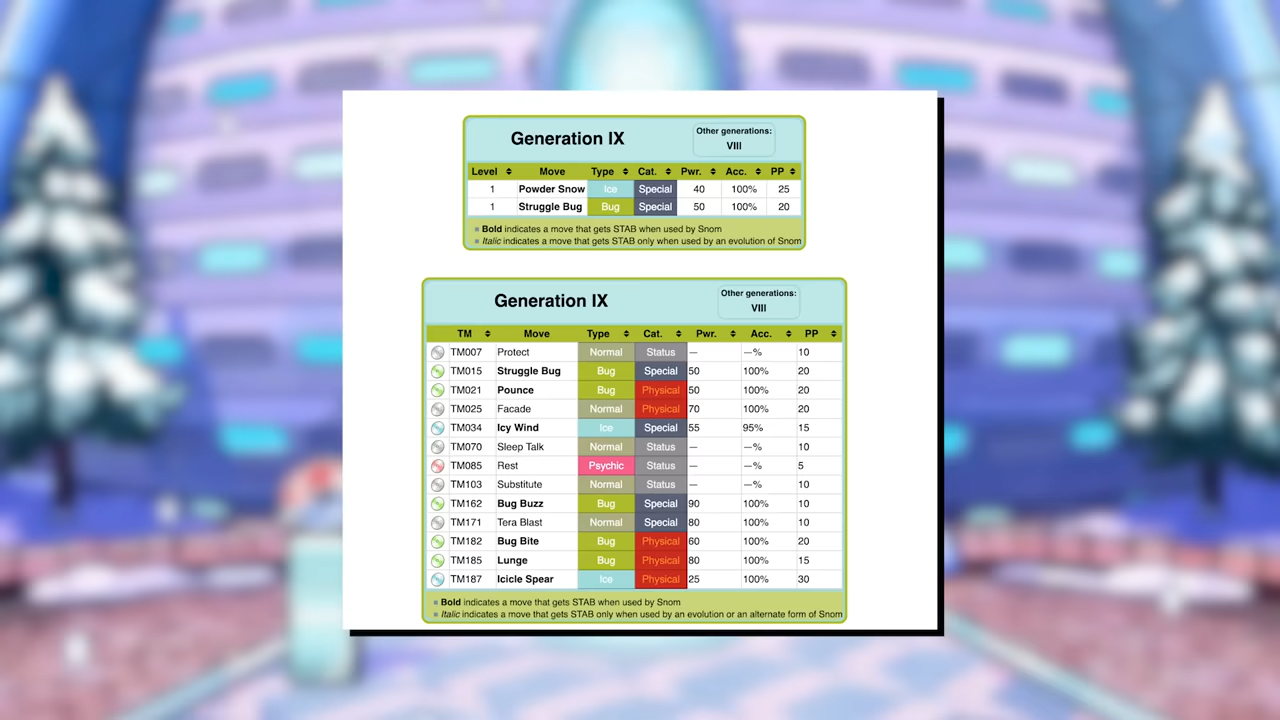 Generation IX
Other generations:
VIII
Level Move Type Cat. Pwr. Acc. PP
1 Powder Snow Ice Special 40 100% 25
1 Struggle Bug Bug Special 50 100% 20
Bold indicates a move that gets STAB when used by Snom
Italic indicates a move that gets STAB only when used by an evolution of Snom
Generation IX
Other generations:
VIII
TM Move Type Cat. Pwr. Acc. PP
TM007 Protect Normal Status — —% 10
TM015 Struggle Bug Bug Special 50 100% 20
TM021 Pounce Bug Physical 50 100% 20
TM025 Facade Normal Physical 70 100% 20
TM034 Icy Wind Ice Special 55 95% 15
TM070 Sleep Talk Normal Status — —% 10
TM085 Rest Psychic Status — —% 5
TM103 Substitute Normal Status — —% 10
TM162 Bug Buzz Bug Special 90 100% 10
TM171 Tera Blast Normal Special 80 100% 10
TM182 Bug Bite Bug Physical 60 100% 20
TM185 Lunge Bug Physical 80 100% 15
TM187 Icicle Spear Ice Physical 25 100% 30
Bold indicates a move that gets STAB when used by Snom
Italic indicates a move that gets STAB only when used by an evolution or an alternate form of Snom